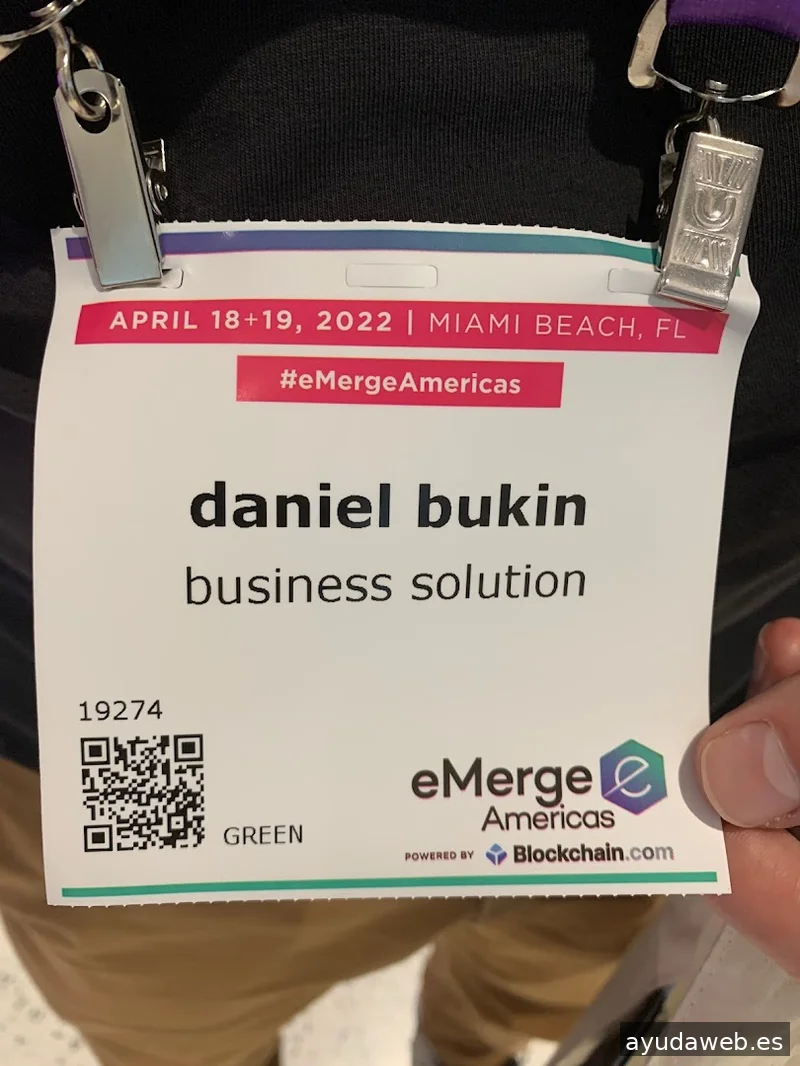 APRIL 18+19, 2022 | MIAMI BEACH, FL
#eMergeAmericas
daniel bukin
business solution
19274
GREEN
eMerge e
Americas
POWERED BY Blockchain.com
ayudaweb.es